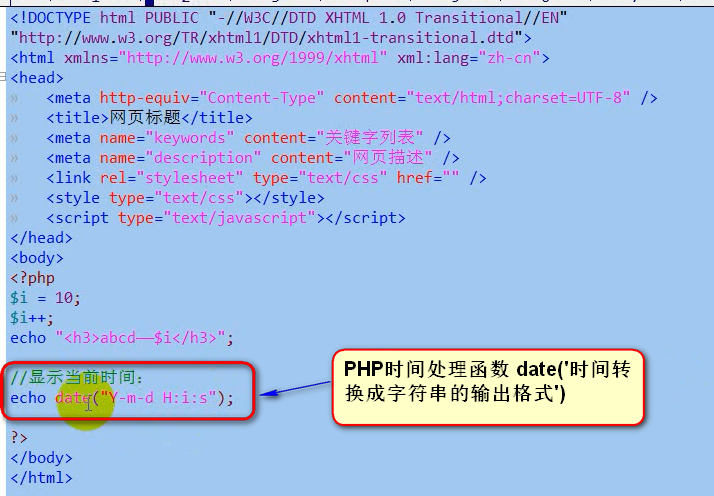 <!DOCTYPE html PUBLIC "-//W3C//DTD XHTML 1.0 Transitional//EN"
"http://www.w3.org/TR/xhtml1/DTD/xhtml1-transitional.dtd">
<html xmlns="http://www.w3.org/1999/xhtml" xml:lang="zh-cn">
<head>
» <meta http-equiv="Content-Type" content="text/html;charset=UTF-8" />
» <title>网页标题</title>
» <meta name="keywords" content="关键字列表" />
» <meta name="description" content="网页描述" />
» <link rel="stylesheet" type="text/css" href="" />
» <style type="text/css"></style>
» <script type="text/javascript"></script>
</head>
<body>
<?php
$i = 10;
$i++;
echo "<h3>abcd——$i</h3>";
//显示当前时间：
echo date("Y-m-d H:i:s");
PHP时间处理函数 date('时间转
换成字符串的输出格式')
?>
</body>
</html>